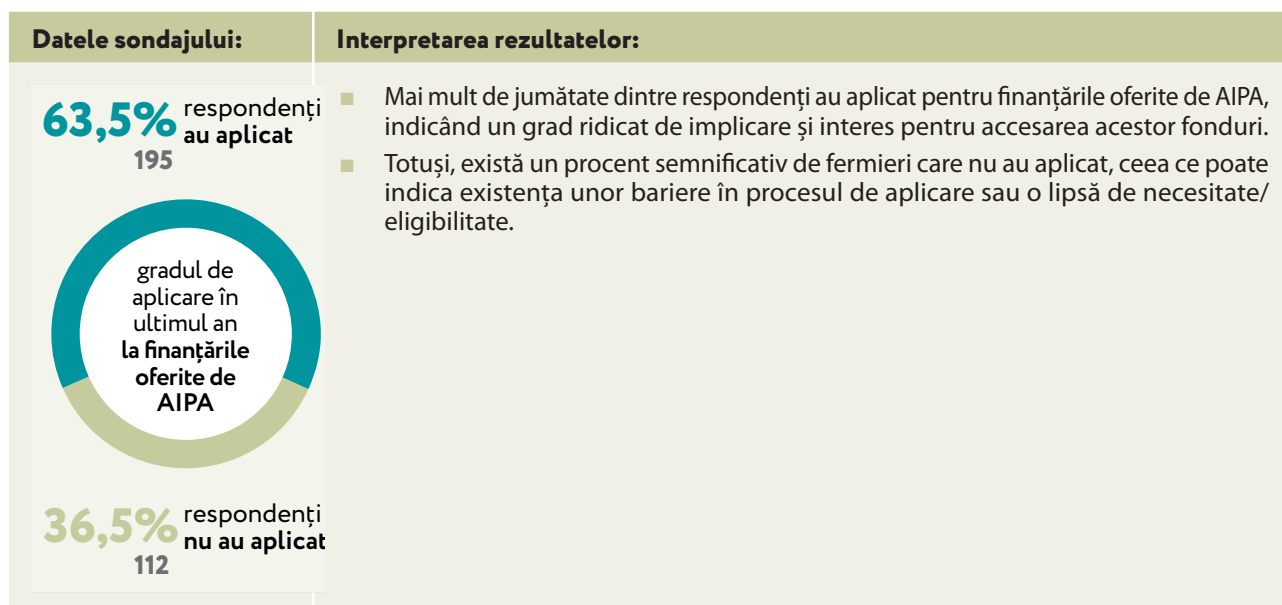 Datele sondajului:
Interpretarea rezultatelor:
63,5% respondenți
au aplicat
195
gradul de
aplicare în
ultimul an
la finanțările
oferite de
AIPA
36,5% respondenți
nu au aplicat
112
Mai mult de jumătate dintre respondenți au aplicat pentru finanțările oferite de AIPA,
indicând un grad ridicat de implicare și interes pentru accesarea acestor fonduri.
Totuși, există un procent semnificativ de fermieri care nu au aplicat, ceea ce poate
indica existența unor bariere în procesul de aplicare sau o lipsă de necesitate/
eligibilitate.